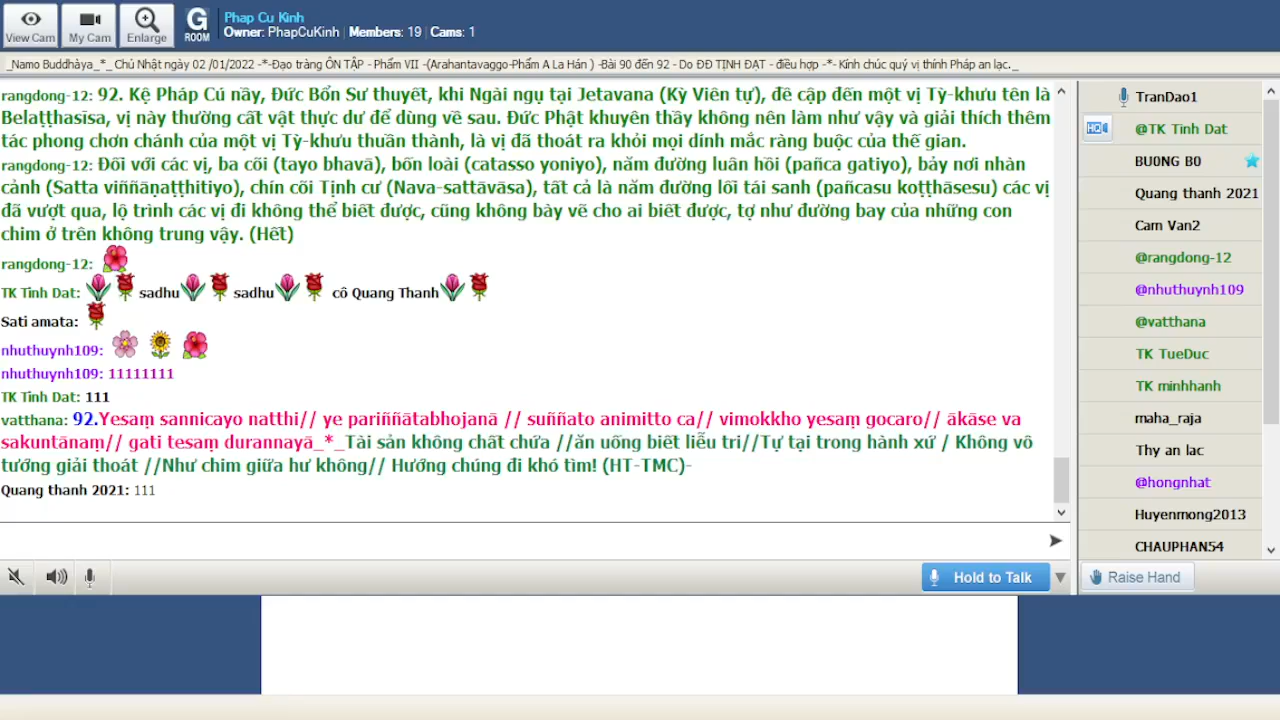 View Cam
My Cam
Enlarge
G
ROOM
Phap Cu Kinh
Owner: PhapCuKinh | Members: 19 | Cams: 1
_Namo Buddhàya_*_ Chủ Nhật ngày 02 /01/2022 -*-Đạo tràng ÔN TẬP - Phẩm VII -(Arahantavaggo-Phẩm A La Hán ) -Bài 90 đến 92 - Do ĐĐ TỊNH ĐẠT - điều hợp -*- Kính chúc quý vị thính Pháp an lạc._
rangdong-12: 92. Kệ Pháp Cú nầy, Đức Bổn Sư thuyết, khi Ngài ngụ tại Jetavana (Kỳ Viên tự), đề cập đến một vị Tỳ-khưu tên là
Belaṭṭhasīsa, vị này thường cất vật thực dư để dùng về sau. Đức Phật khuyên thầy không nên làm như vậy và giải thích thêm
tác phong chơn chánh của một vị Tỳ-khưu thuần thành, là vị đã thoát ra khỏi mọi dính mắc ràng buộc của thế gian.
rangdong-12: Đối với các vị, ba cõi (tayo bhavā), bốn loài (catasso yoniyo), năm đường luân hồi (pañca gatiyo), bảy nơi nhàn
cảnh (Satta viññāṇaṭṭhitiyo), chín cõi Tịnh cư (Nava-sattāvāsa), tất cả là năm đường lối tái sanh (pañcasu koṭṭhāsesu) các vị
đã vượt qua, lộ trình các vị đi không thể biết được, cũng không bày vẽ cho ai biết được, tợ như đường bay của những con
chim ở trên không trung vậy. (Hết)
rangdong-12:
TK Tinh Dat: sadhu sadhu cô Quang Thanh
Sati amata:
nhuthuynh109:
nhuthuynh109: 11111111
TK Tinh Dat: 111
vatthana: 92.Yesaṃ sannicayo natthi// ye pariññātabhojanā // suññato animitto ca// vimokkho yesaṃ gocaro// ākāse va
sakuntānaṃ// gati tesaṃ durannayā_*_Tài sản không chất chứa //ăn uống biết liễu tri//Tự tại trong hành xứ / Không vô
tướng giải thoát //Như chim giữa hư không// Hướng chúng đi khó tìm! (HT-TMC)-
Quang thanh 2021: 111
Hold to Talk
TranDao1
@TK Tinh Dat
BU0NG B0
Quang thanh 2021
Cam Van2
@rangdong-12
@nhuthuynh109
@vatthana
TK TueDuc
TK minhhanh
maha_raja
Thy an lac
@hongnhat
Huyenmong2013
CHAUPHAN54
Raise Hand